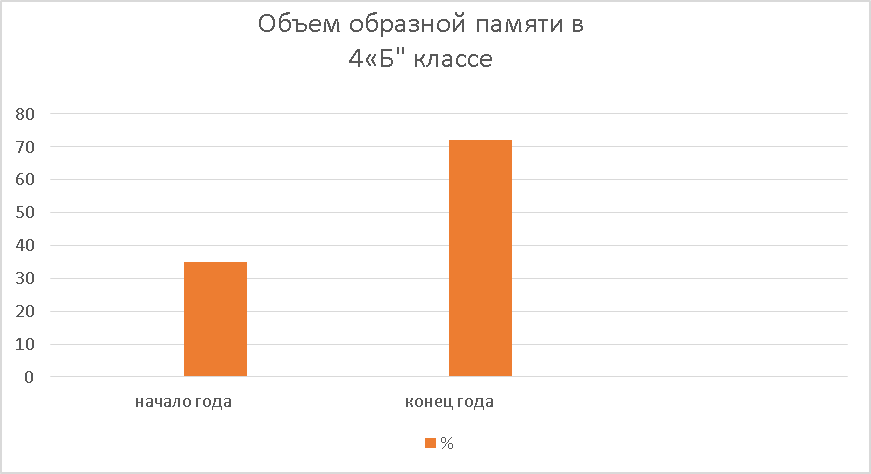 Объем образной памяти в
4«Б" классе
80
70
60
50
40
30
20
10
0
начало года
конец года
%